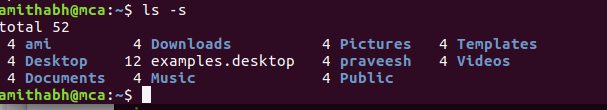 amithabh@mca:~$ ls -s
total 52
 4 ami         4 Downloads          4 Pictures   4 Templates
 4 Desktop    12 examples.desktop   4 praveesh   4 Videos
 4 Documents   4 Music              4 Public
amithabh@mca:~$